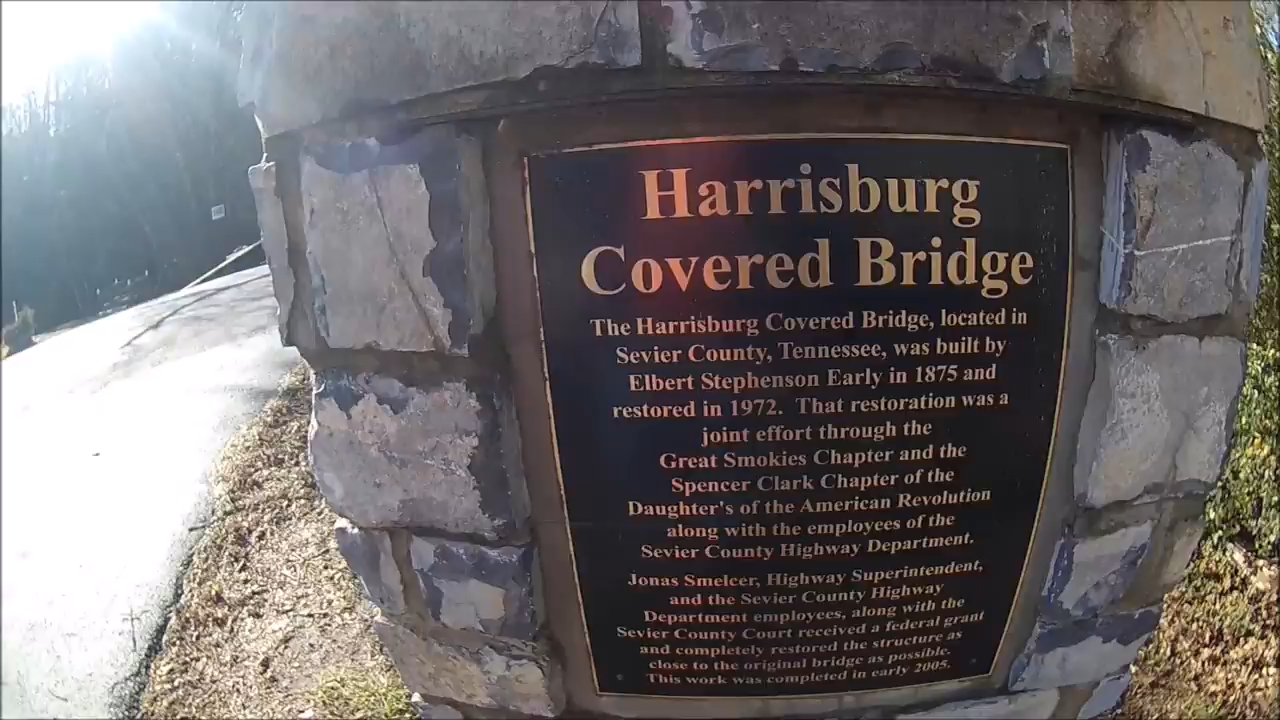 Harrisburg
Covered Bridge
The Harrisburg Covered Bridge, located in
Sevier County, Tennessee, was built by
Elbert Stephenson Early in 1875 and
restored in 1972. That restoration was a
joint effort through the
Great Smokies Chapter and the
Spencer Clark Chapter of the
Daughter's of the American Revolution
along with the employees of the
Sevier County Highway Department.
Jonas Smelcer, Highway Superintendent,
and the Sevier County Highway
Department employees, along with the
Sevier County Court received a federal grant
and completely restored the structure as
close to the original bridge as possible.
This work was completed in early 2005.